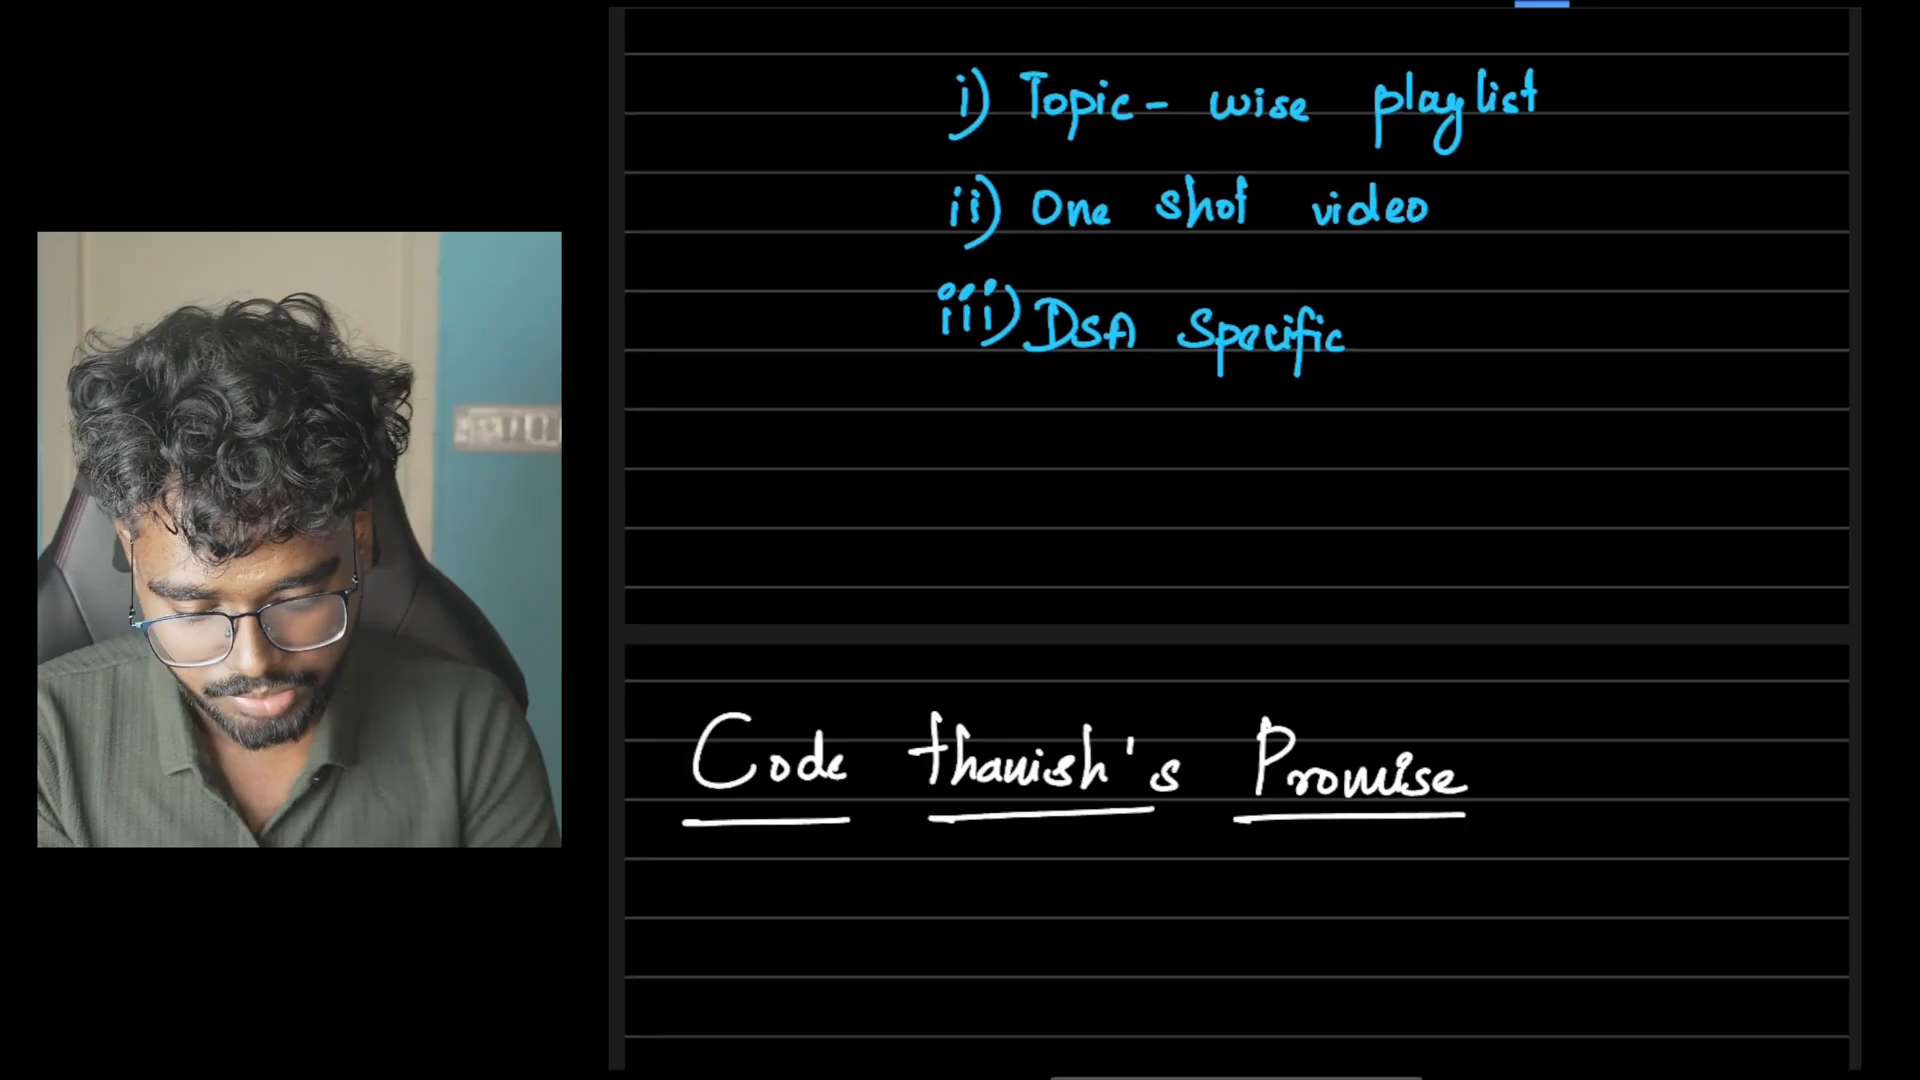 i) Topic - wise playlist
ii) One shot video
iii) DSA Specific
Code thanish's Promise